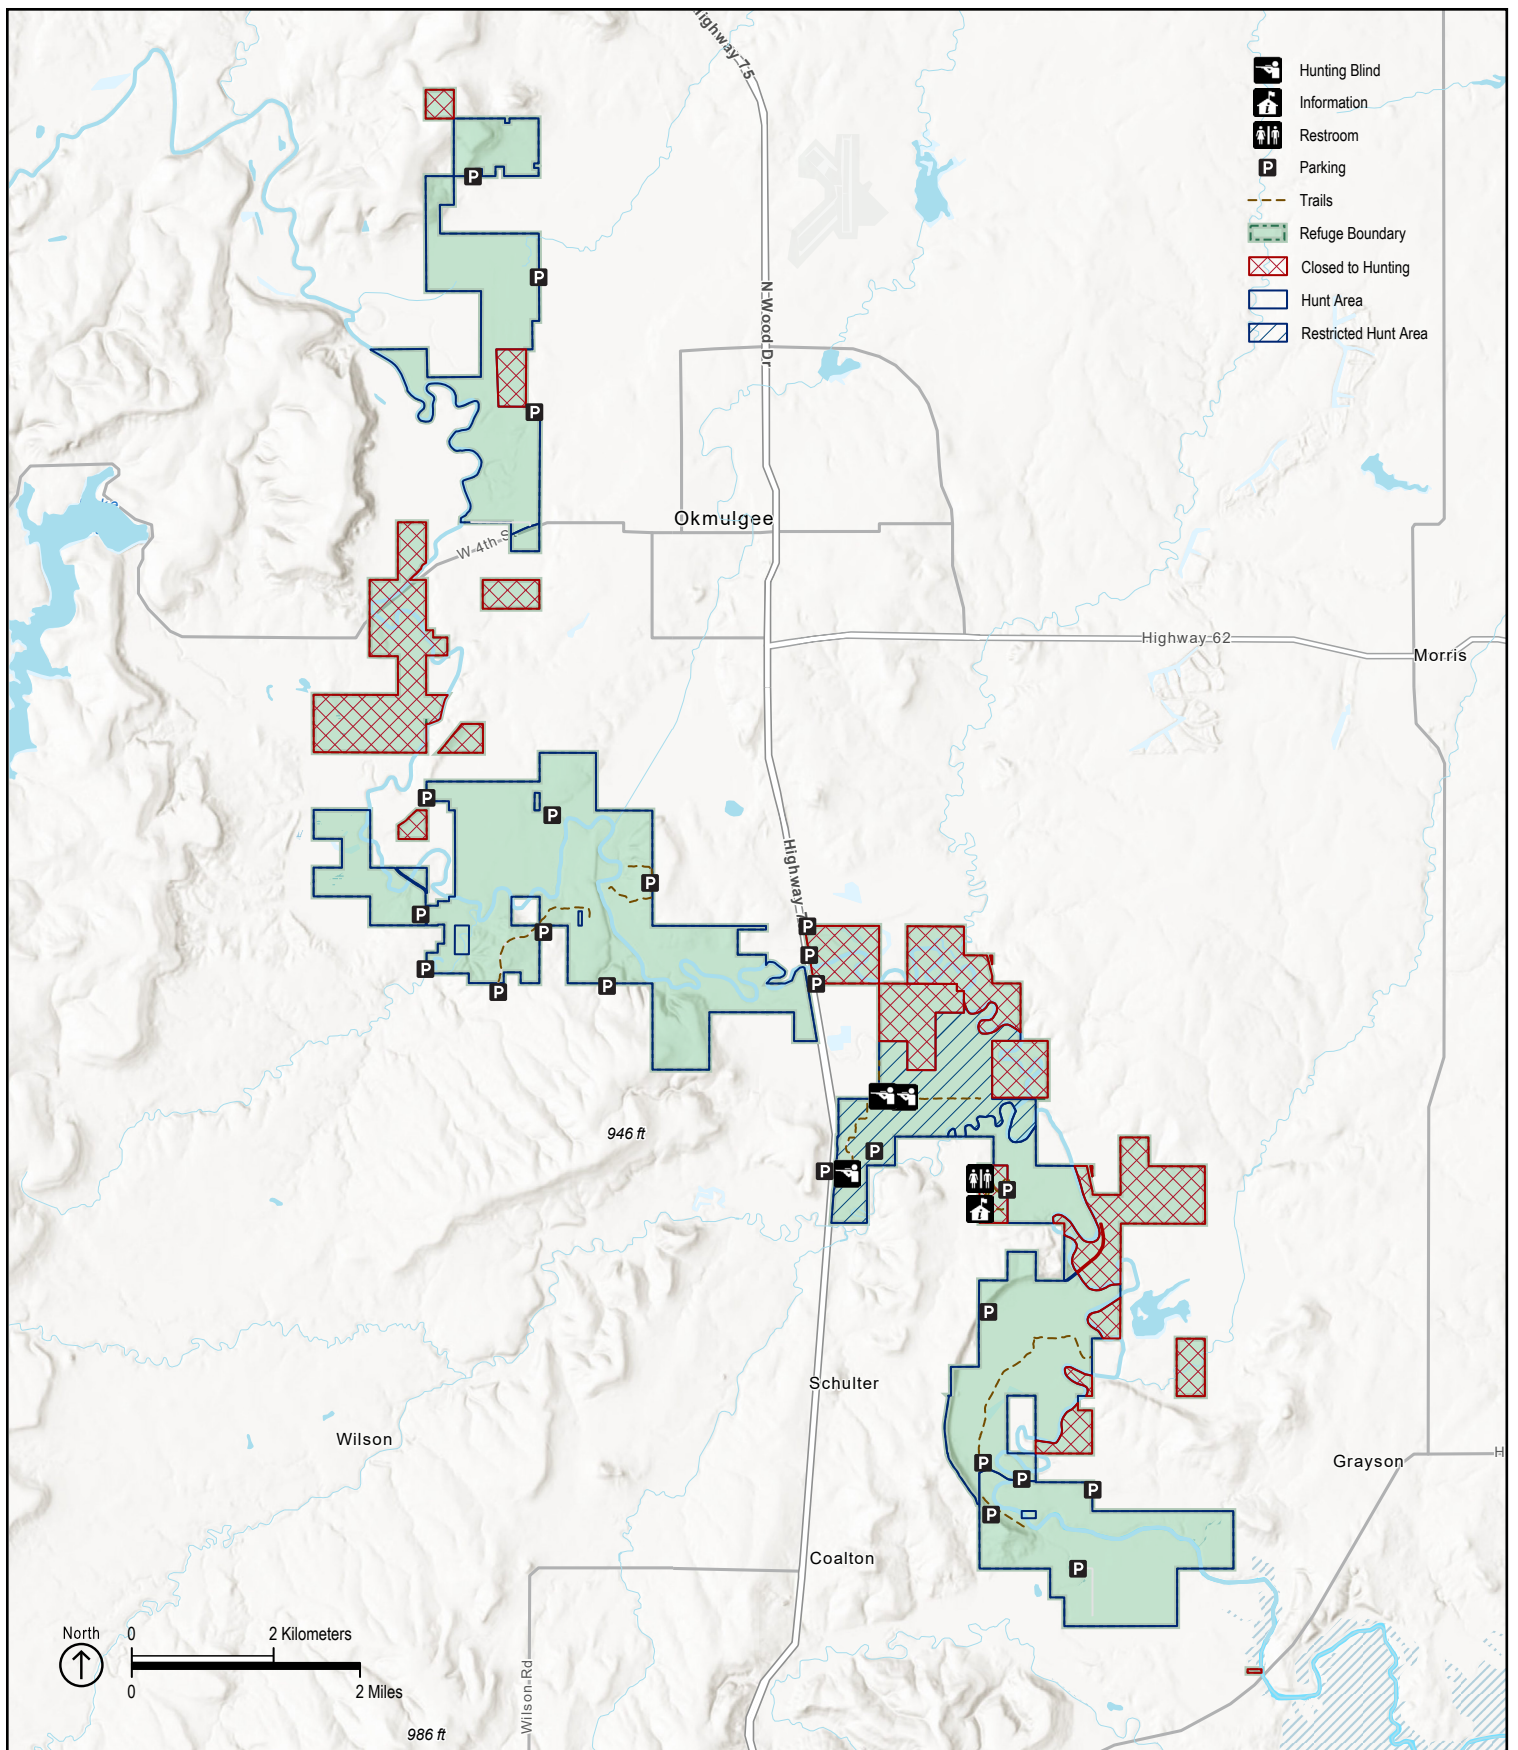 Highway 75
Hunting Blind
Information
Restroom
P Parking
Trails
Refuge Boundary
Closed to Hunting
Hunt Area
Restricted Hunt Area
P
P
N Wood Dr
P
Okmulgee
W 4th S
Highway 62
Morris
P
P
Highway 7
P
P
P
P
P
P
P
P
P
946 ft
P
P
P
i
P
Schulter
Wilson
Grayson
H
P
P
P
P
Coalton
P
North
0
2 Kilometers
0
2 Miles
Wilson Rd
986 ft